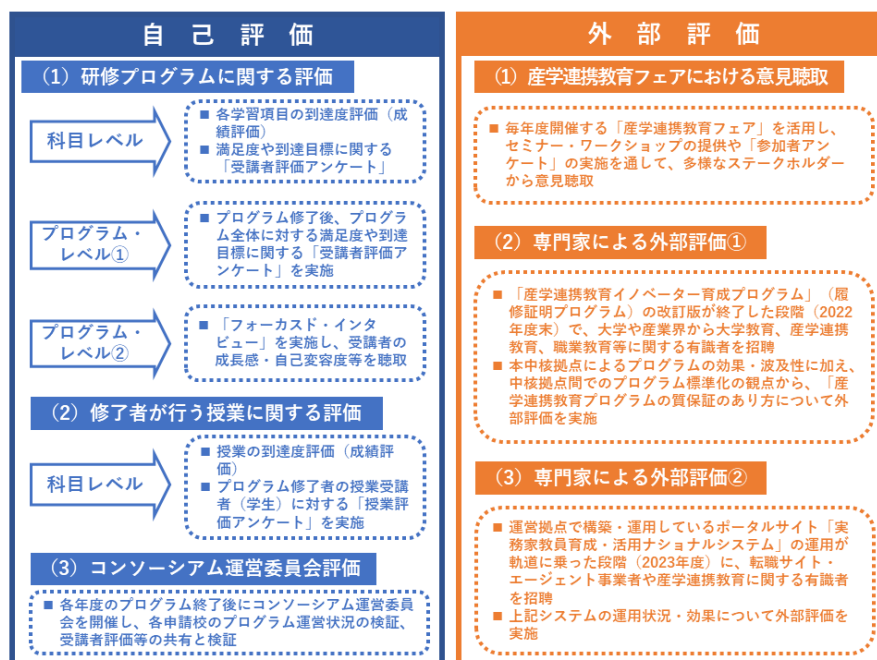 自己評価
（1）研修プログラムに関する評価
科目レベル
■ 各学習項目の到達度評価（成
績評価）
■ 満足度や到達目標に関する
「受講者評価アンケート」
プログラム・
レベル①
■ プログラム修了後、プログラ
ム全体に対する満足度や到達
目標に関する「受講者評価ア
ンケート」を実施
プログラム・
レベル②
■ 「フォーカスド・インタ
ビュー」を実施し、受講者の
成長感・自己変容度等を聴取
（2）修了者が行う授業に関する評価
科目レベル
■ 授業の到達度評価（成績評
価）
■ プログラム修了者の授業受講
者（学生）に対する「授業評
価アンケート」を実施
（3）コンソーシアム運営委員会評価
■ 各年度のプログラム終了後にコンソーシアム運営委員
会を開催し、各申請校のプログラム運営状況の検証、
受講者評価等の共有と検証
外部評価
（1）産学連携教育フェアにおける意見聴取
■ 毎年度開催する「産学連携教育フェア」を活用し、
セミナー・ワークショップの提供や「参加者アン
ケート」の実施を通して、多様なステークホルダー
から意見聴取
（2）専門家による外部評価①
■ 「産学連携教育イノベーター育成プログラム」（履
修証明プログラム）の改訂版が終了した段階（2022
年度末）で、大学や産業界から大学教育、産学連携
教育、職業教育等に関する有識者を招聘
■ 本中核拠点によるプログラムの効果・波及性に加え、
中核拠点間でのプログラム標準化の観点から、「産
学連携教育プログラムの質保証のあり方について外
部評価を実施
（3）専門家による外部評価②
■ 運営拠点で構築・運用しているポータルサイト「実
務家教員育成・活用ナショナルシステム」の運用が
軌道に乗った段階（2023年度）に、転職サイト・
エージェント事業者や産学連携教育に関する有識者
を招聘
■ 上記システムの運用状況・効果について外部評価を
実施